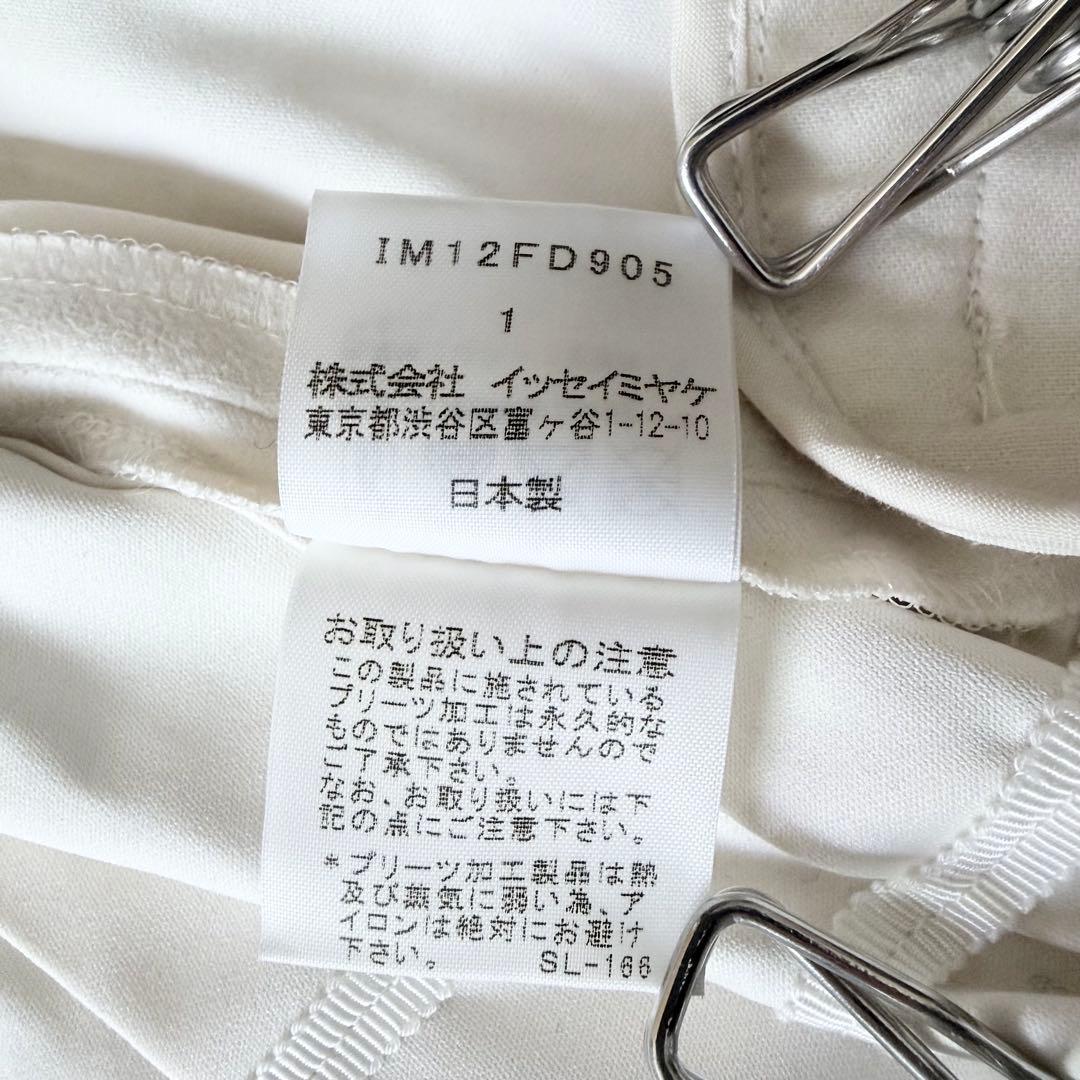 IM12FD905
1
株式会社 イッセイミヤケ
東京都渋谷区富ヶ谷1-12-10
日本製
お取り扱い上の注意
この製品に施されている
プリーツ加工は永久的な
ものではありませんので
ご了承下さい。
なお、お取り扱いには下
記の点にご注意下さい。
*プリーツ加工製品は熱
及び蒸気に弱い為、ア
イロンは絶対にお避け
下さい。 SL-166